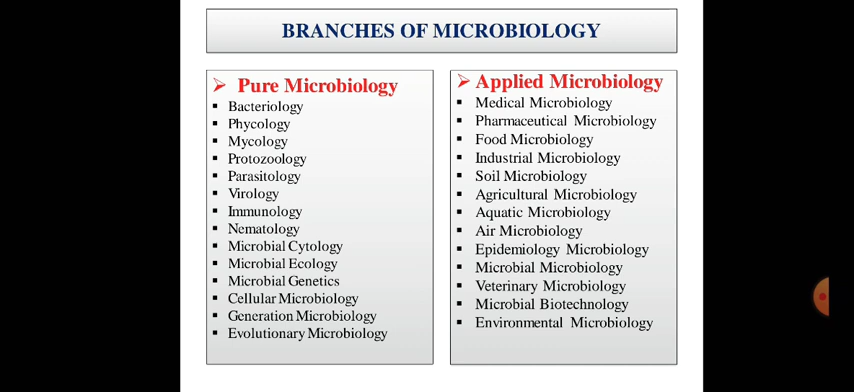 BRANCHES OF MICROBIOLOGY
Pure Microbiology
Bacteriology
Phycology
Mycology
Protozoology
Parasitology
Virology
Immunology
Nematology
Microbial Cytology
Microbial Ecology
Microbial Genetics
Cellular Microbiology
Generation Microbiology
Evolutionary Microbiology
Applied Microbiology
Medical Microbiology
Pharmaceutical Microbiology
Food Microbiology
Industrial Microbiology
Soil Microbiology
Agricultural Microbiology
Aquatic Microbiology
Air Microbiology
Epidemiology Microbiology
Microbial Microbiology
Veterinary Microbiology
Microbial Biotechnology
Environmental Microbiology